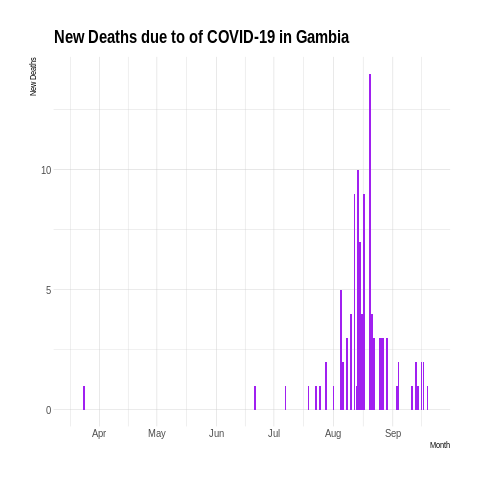 New Deaths due to of COVID-19 in Gambia
New Deaths
10
5
0
Apr May Jun Jul Aug Sep
Month